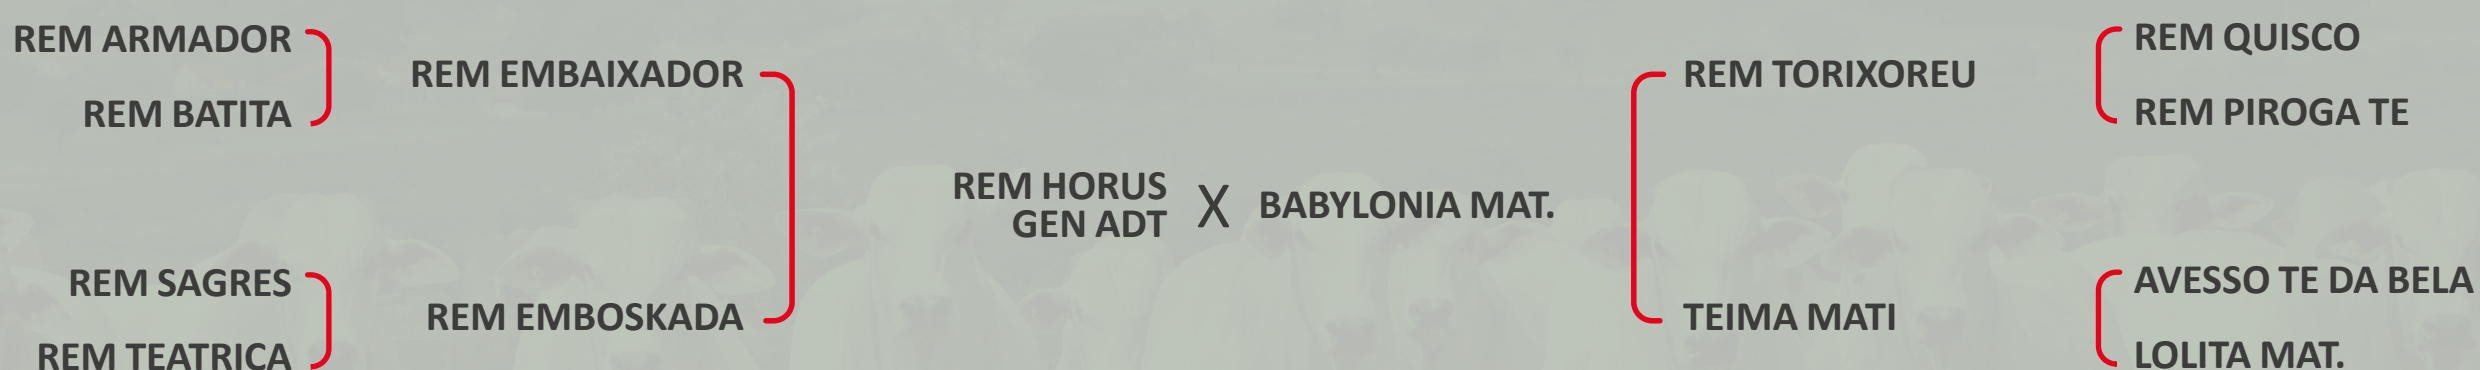 REM ARMADOR
REM BATITA
REM EMBAIXADOR
REM SAGRES
REM TEATRICA
REM EMBOSKADA
REM HORUS
GEN ADT
X
BABYLONIA MAT.
REM TORIXOREU
TEIMA MATI
REM QUISCO
REM PIROGA TE
AVESSO TE DA BELA
LOLITA MAT.